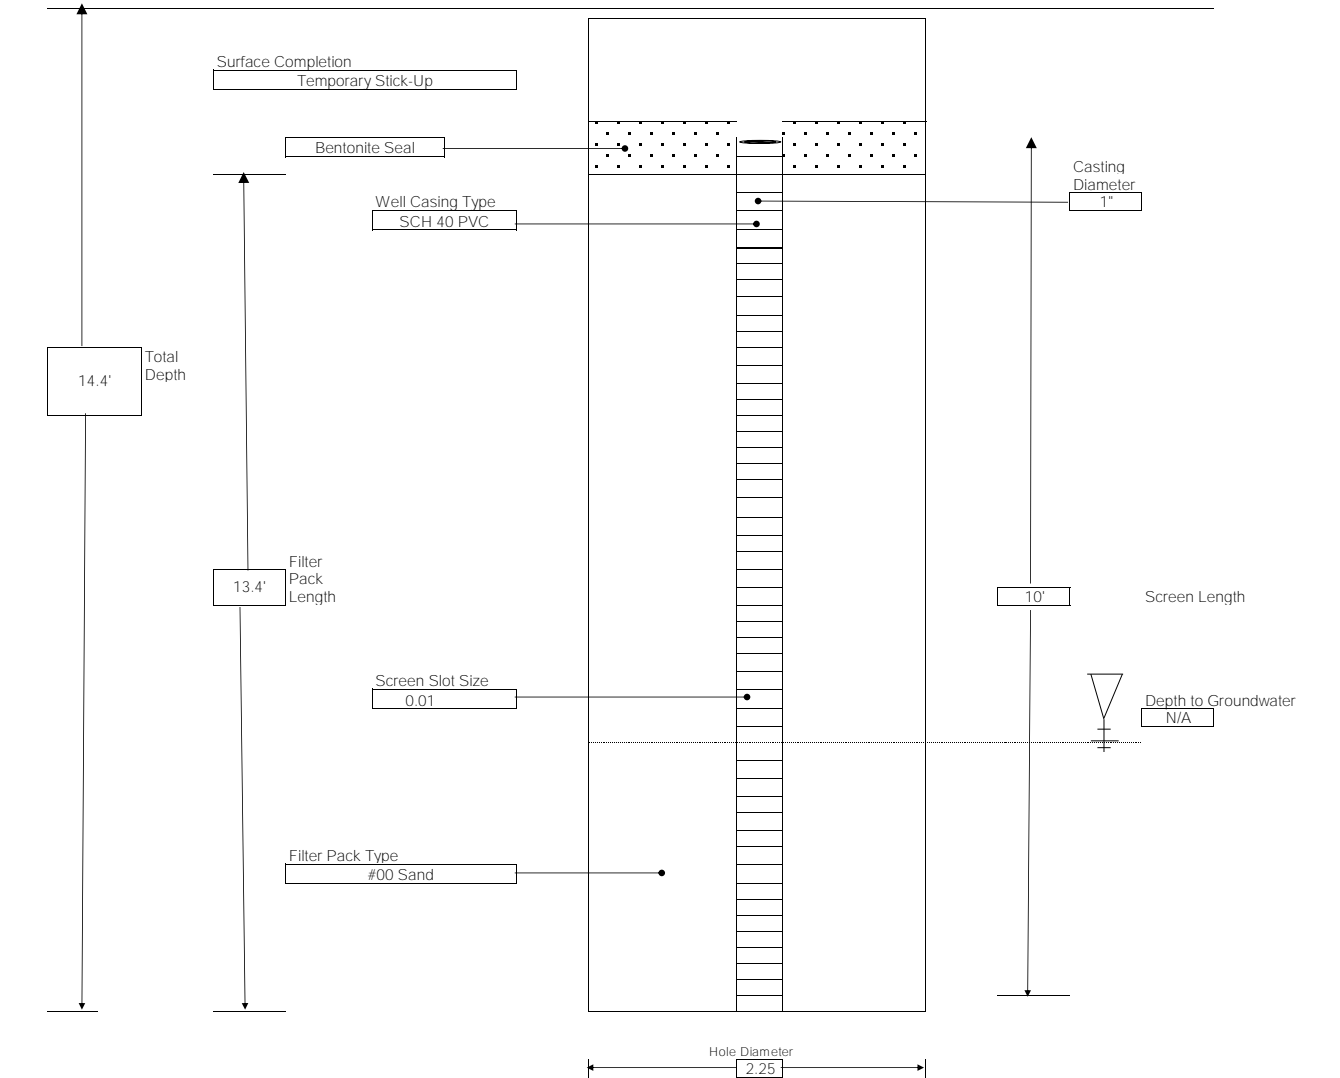 Surface Completion
Temporary Stick-Up
Bentonite Seal
Casting
Diameter
1"
Well Casing Type
SCH 40 PVC
Total
Depth
14.4'
Filter
Pack
Length
13.4'
10'
Screen Length
Screen Slot Size
0.01
Depth to Groundwater
N/A
Filter Pack Type
#00 Sand
Hole Diameter
2.25